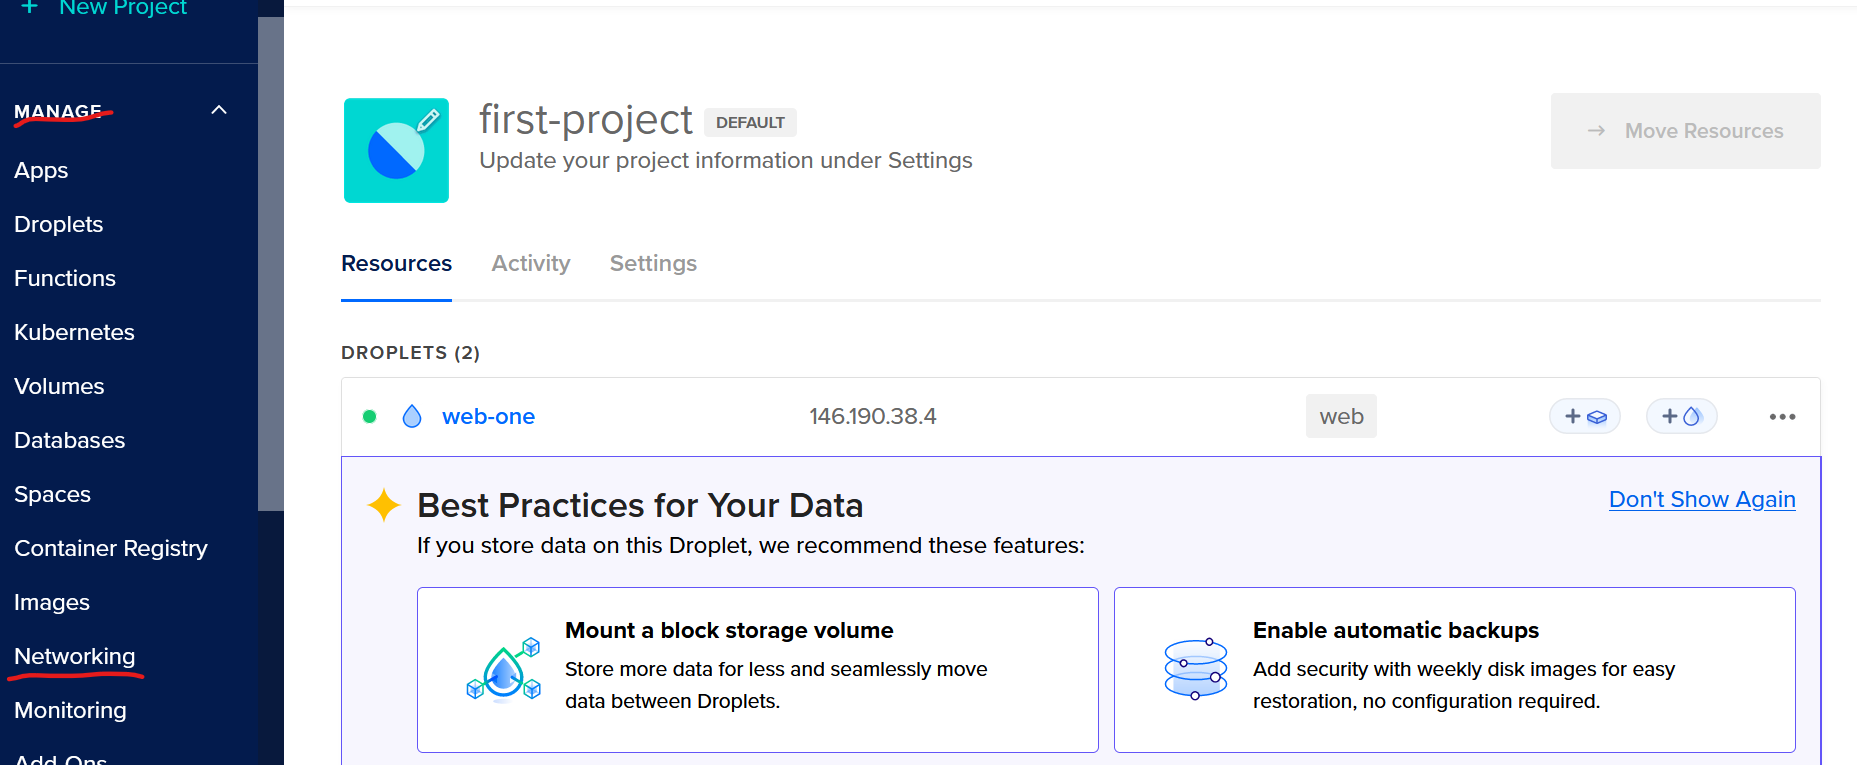 + New Project
MANAGE
Apps
Droplets
Functions
Kubernetes
Volumes
Databases
Spaces
Container Registry
Images
Networking
Monitoring
Add-Ons
first-project DEFAULT
Update your project information under Settings
→ Move Resources
Resources Activity Settings
DROPLETS (2)
web-one 146.190.38.4 web + + •••
Best Practices for Your Data Don't Show Again
If you store data on this Droplet, we recommend these features:
Mount a block storage volume
Store more data for less and seamlessly move
data between Droplets.
Enable automatic backups
Add security with weekly disk images for easy
restoration, no configuration required.